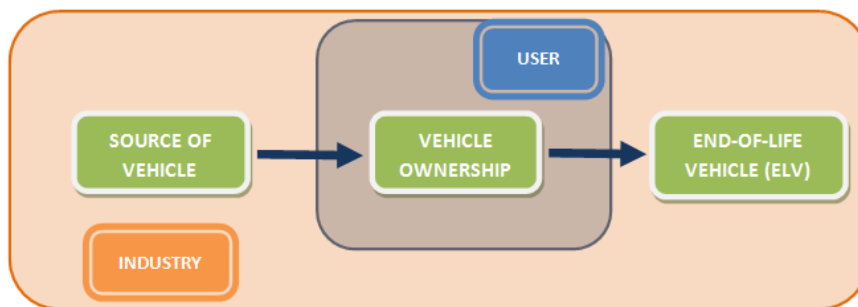 USER
SOURCE OF
VEHICLE
VEHICLE
OWNERSHIP
END-OF-LIFE
VEHICLE (ELV)
INDUSTRY